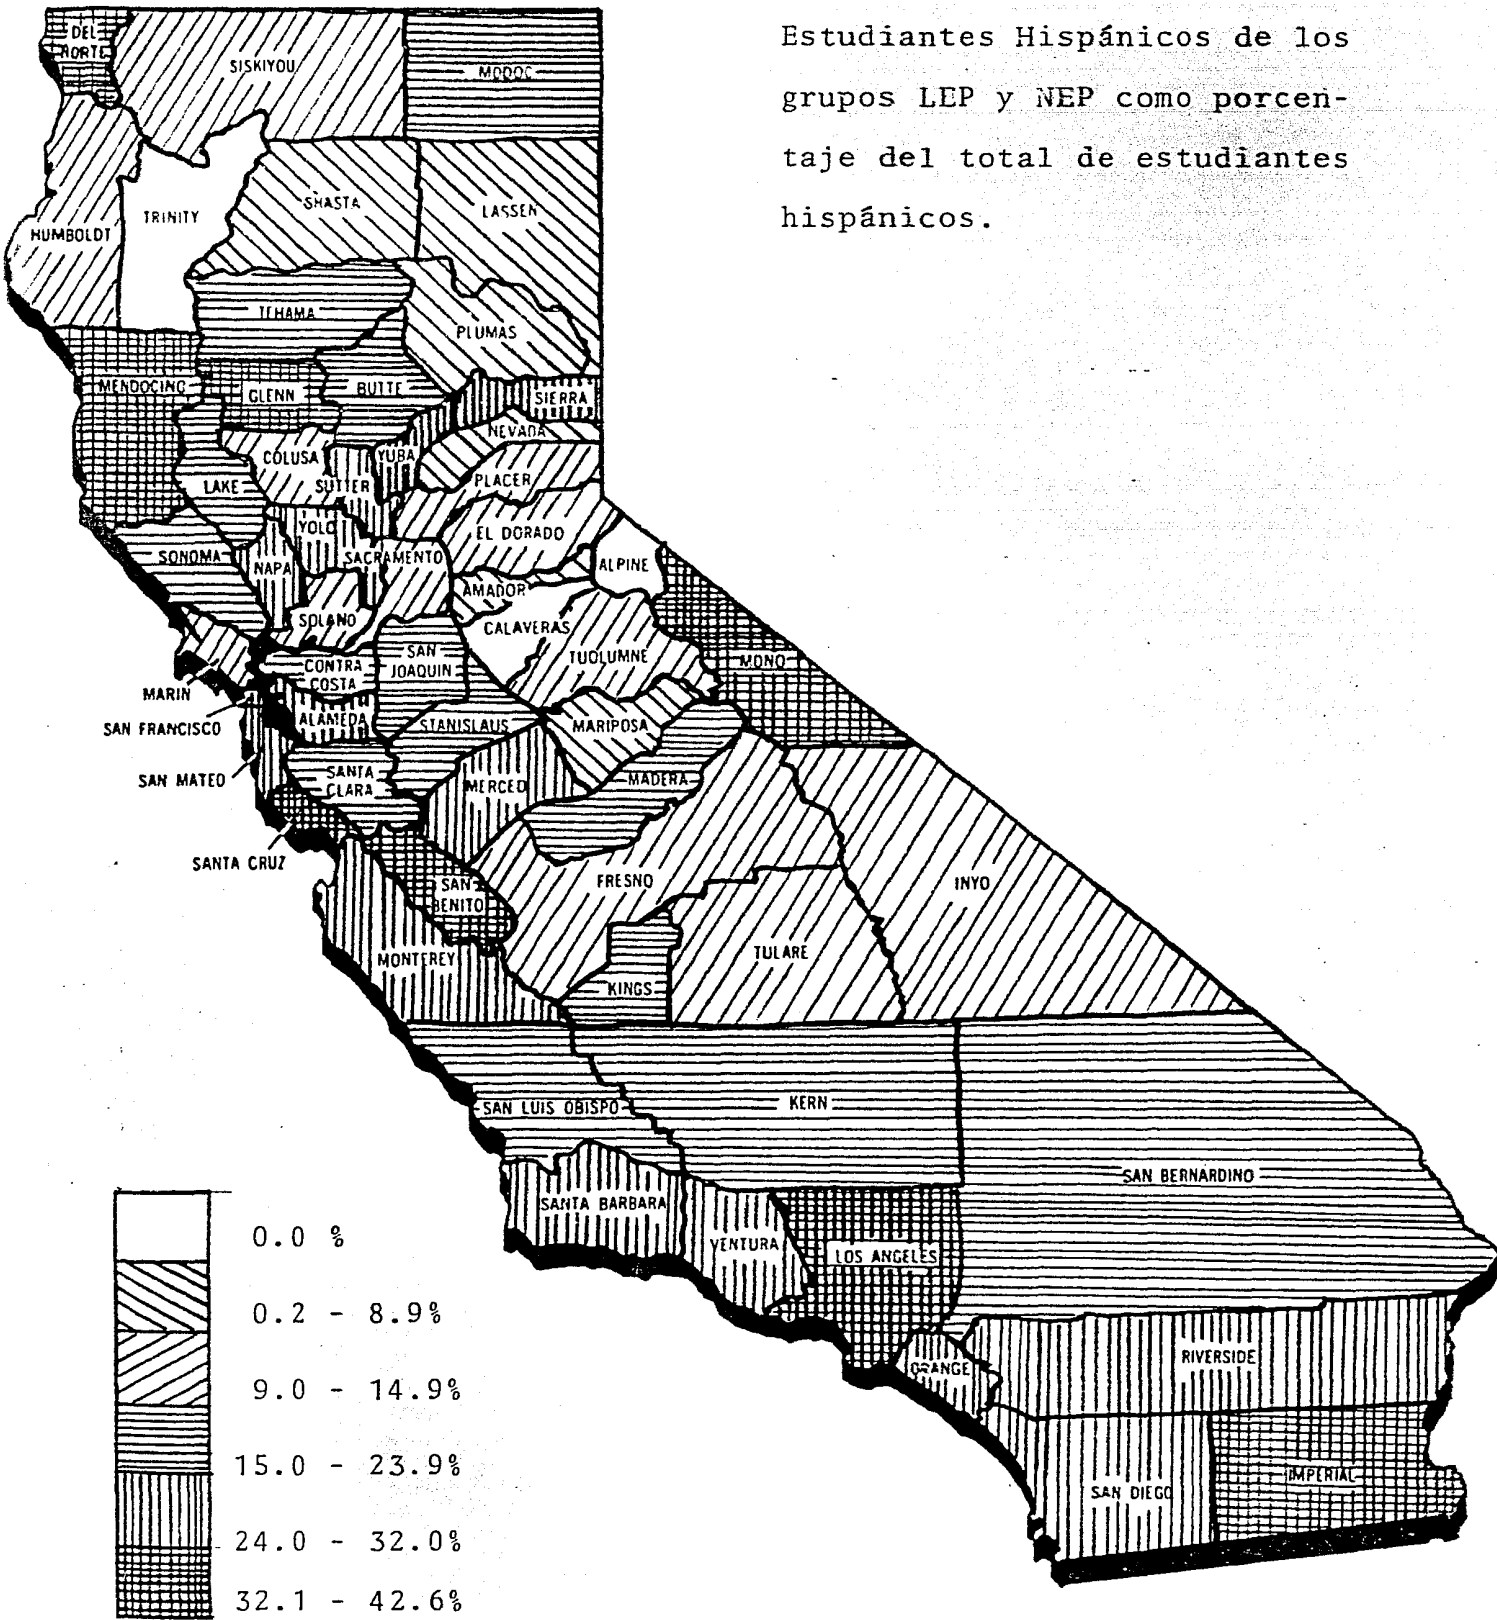 Estudiantes Hispánicos de los
grupos LEP y NEP como porcen-
taje del total de estudiantes
hispánicos.
DEL
NORTE
SISKIYOU
MODOC
HUMBOLDT
TRINITY
SHASTA
LASSEN
TEHAMA
PLUMAS
MENDOCINO
GLENN
BUTTE
SIERRA
NEVADA
COLUSA
YUBA
SUTTER
LAKE
PLACER
YOLO
EL DORADO
SONOMA
NAPA
SACRAMENTO
ALPINE
AMADOR
SOLANO
CALAVERAS
TUOLUMNE
MONO
CONTRA
COSTA
SAN
JOAQUIN
MARIN
SAN FRANCISCO
ALAMEDA
STANISLAUS
MARIPOSA
SAN MATEO
SANTA
CLARA
MERCED
MADERA
SANTA CRUZ
SAN
BENITO
FRESNO
INYO
MONTEREY
KINGS
TULARE
SAN LUIS OBISPO
KERN
SAN BERNARDINO
SANTA BARBARA
VENTURA
LOS ANGELES
ORANGE
RIVERSIDE
SAN DIEGO
IMPERIAL
0.0 %
0.2 - 8.9%
9.0 - 14.9%
15.0 - 23.9%
24.0 - 32.0%
32.1 - 42.6%